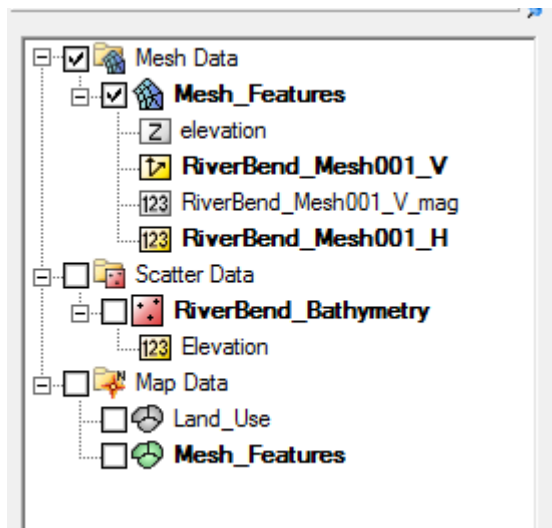 Mesh Data
Mesh_Features
Z elevation
RiverBend_Mesh001_V
123 RiverBend_Mesh001_V_mag
123 RiverBend_Mesh001_H
Scatter Data
RiverBend_Bathymetry
123 Elevation
N Map Data
Land_Use
Mesh_Features